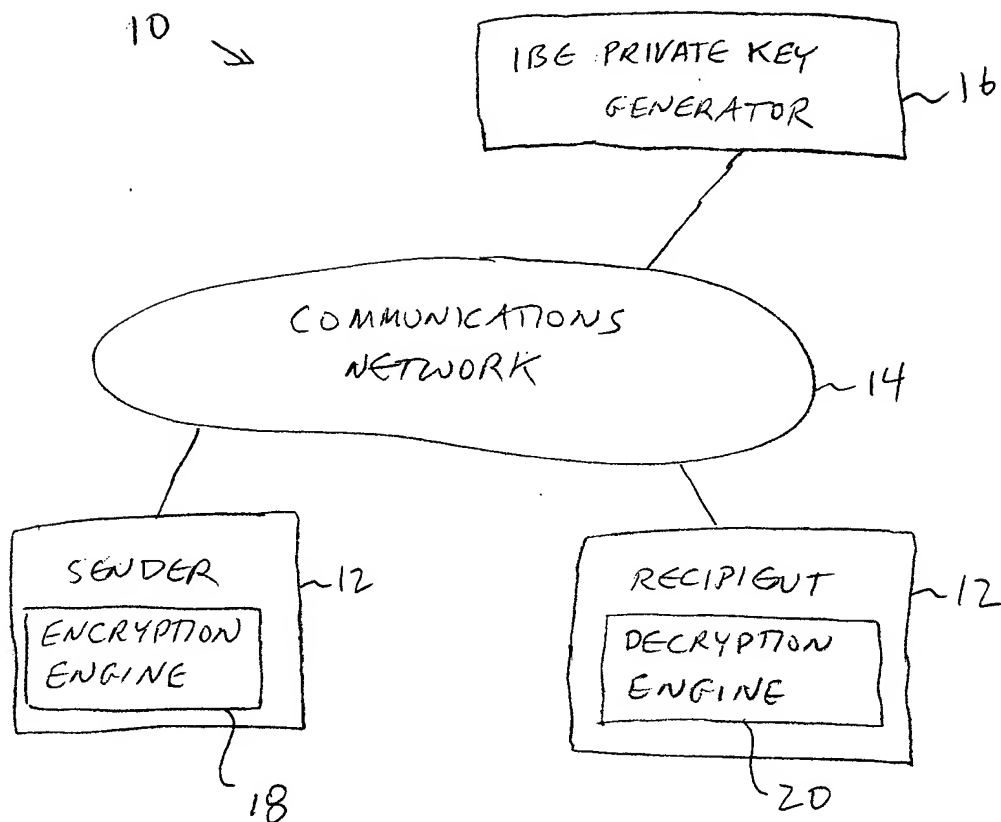 10
IBE PRIVATE KEY
GENERATOR
16
COMMUNICATIONS
NETWORK
14
SENDER
12
ENCRYPTION
ENGINE
18
RECIPIENT
12
DECRYPTION
ENGINE
20